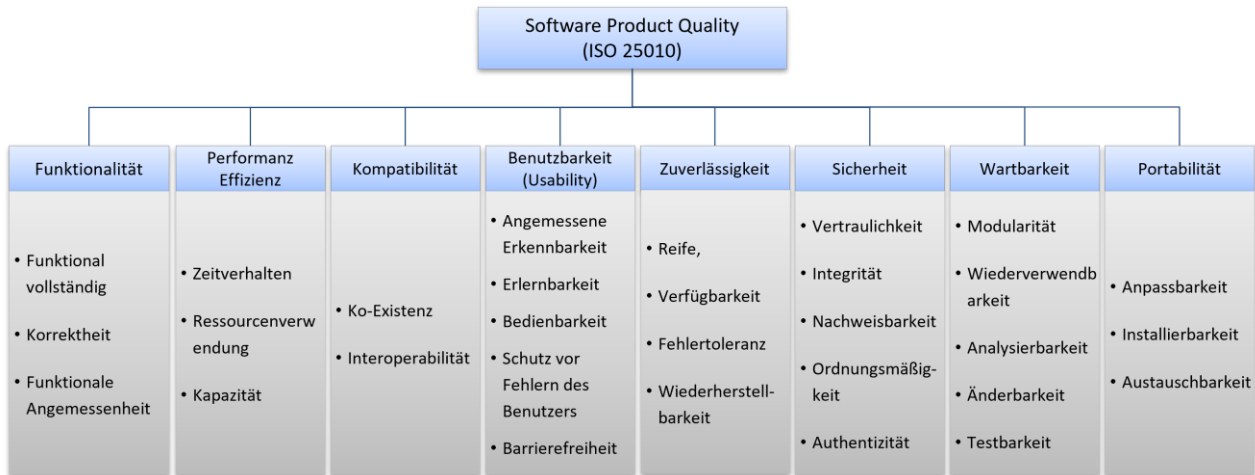 Software Product Quality
(ISO 25010)
Funktionalität
• Funktional
vollständig
• Korrektheit
• Funktionale
Angemessenheit
Performanz
Effizienz
• Zeitverhalten
• Ressourcenverw
endung
• Kapazität
Kompatibilität
• Ko-Existenz
• Interoperabilität
Benutzbarkeit
(Usability)
• Angemessene
Erkennbarkeit
• Erlernbarkeit
• Bedienbarkeit
• Schutz vor
Fehlern des
Benutzers
• Barrierefreiheit
Zuverlässigkeit
• Reife,
• Verfügbarkeit
• Fehlertoleranz
• Wiederherstell-
barkeit
Sicherheit
• Vertraulichkeit
• Integrität
• Nachweisbarkeit
• Ordnungsmäßig-
keit
• Authentizität
Wartbarkeit
• Modularität
• Wiederverwendb
arkeit
• Analysierbarkeit
• Änderbarkeit
• Testbarkeit
Portabilität
• Anpassbarkeit
• Installierbarkeit
• Austauschbarkeit